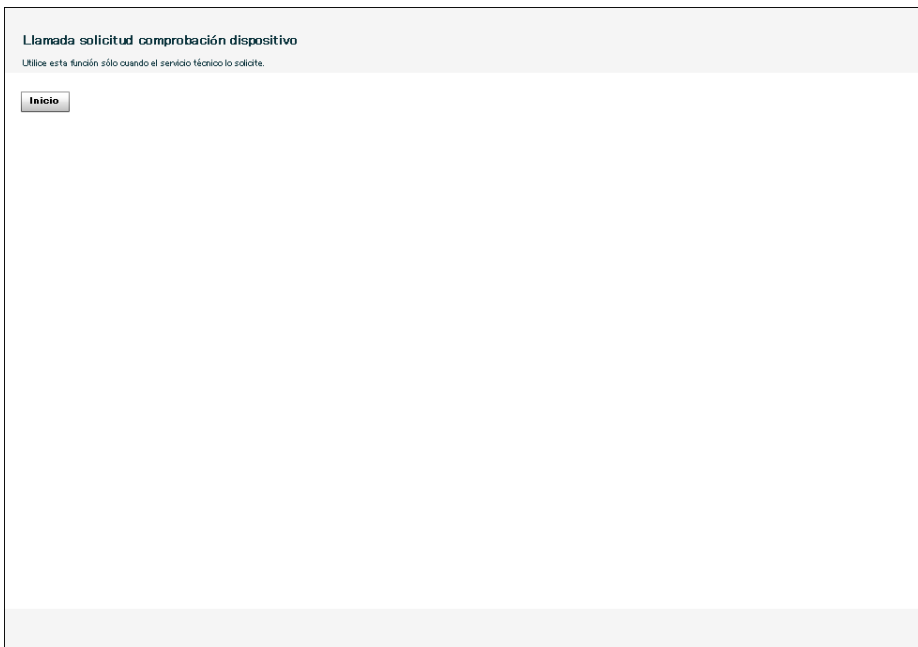 Llamada solicitud comprobación dispositivo
Utilice esta función sólo cuando el servicio técnico lo solicite.
Inicio